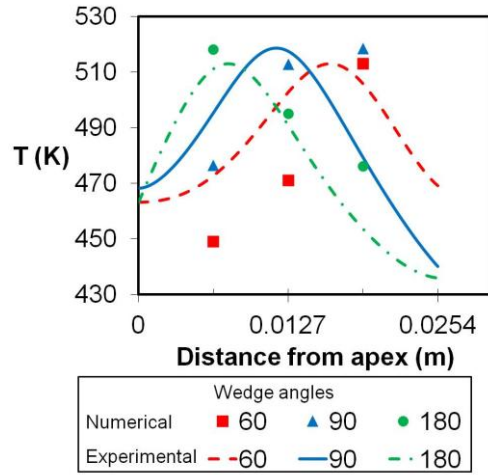 530
510
T (K)
490
470
450
430
0
0.0127
0.0254
Distance from apex (m)
Wedge angles
Numerical 60 90 180
Experimental 60 90 180